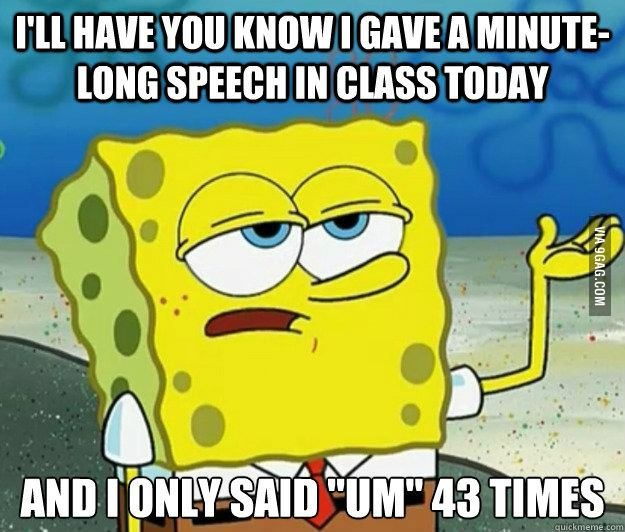 I'LL HAVE YOU KNOW I GAVE A MINUTE-
LONG SPEECH IN CLASS TODAY
VIA 9GAG.COM
AND I ONLY SAID "UM" 43 TIMES
quickmeme.com